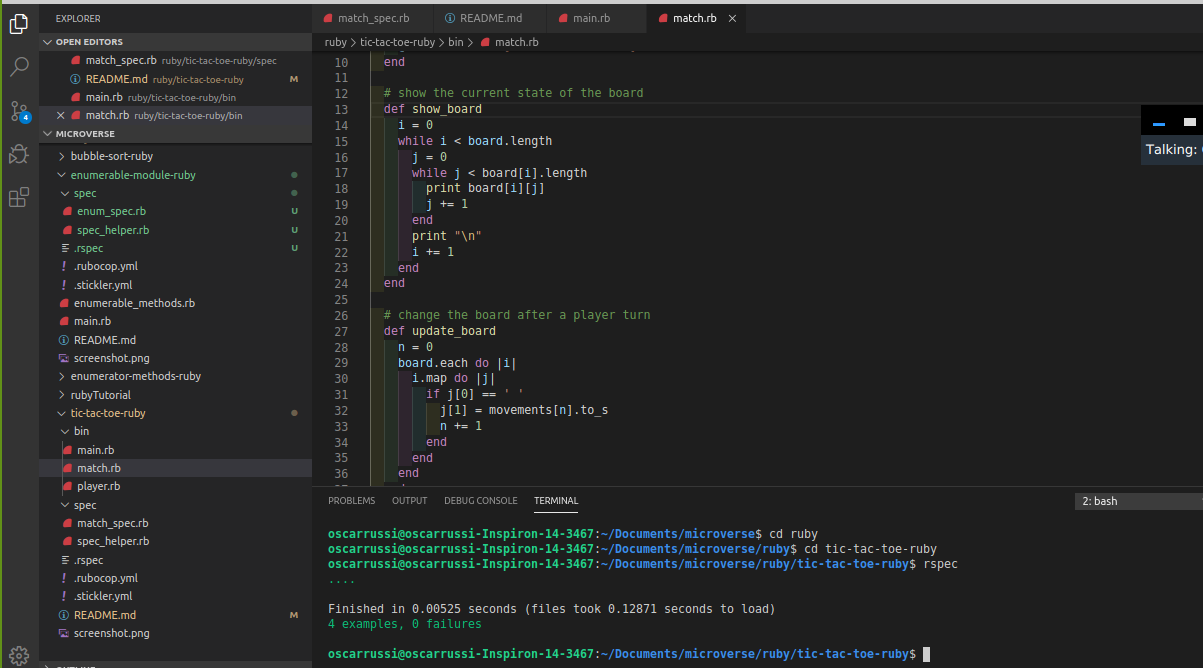 EXPLORER
OPEN EDITORS
match_spec.rb ruby/tic-tac-toe-ruby/spec
README.md ruby/tic-tac-toe-ruby M
main.rb ruby/tic-tac-toe-ruby/bin
match.rb ruby/tic-tac-toe-ruby/bin
4
MICROVERSE
bubble-sort-ruby
enumerable-module-ruby
spec
enum_spec.rb U
spec_helper.rb U
.rspec U
.rubocop.yml
.stickler.yml
enumerable_methods.rb
main.rb
README.md
screenshot.png
enumerator-methods-ruby
rubyTutorial
tic-tac-toe-ruby
bin
main.rb
match.rb
player.rb
spec
match_spec.rb
spec_helper.rb
.rspec
.rubocop.yml
.stickler.yml
README.md M
screenshot.png
match_spec.rb README.md main.rb match.rb
ruby > tic-tac-toe-ruby > bin > match.rb
10 end
11
12 # show the current state of the board
13 def show_board
14 i = 0
15 while i < board.length
16 j = 0
17 while j < board[i].length
18 print board[i][j]
19 j += 1
20 end
21 print "\n"
22 i += 1
23 end
24 end
25
26 # change the board after a player turn
27 def update_board
28 n = 0
29 board.each do |i|
30 i.map do |j|
31 if j[0] == ' '
32 j[1] = movements[n].to_s
33 n += 1
34 end
35 end
36 end
Talking:
PROBLEMS OUTPUT DEBUG CONSOLE TERMINAL
2: bash
oscarrussi@oscarrussi-Inspiron-14-3467:~/Documents/microverse$ cd ruby
oscarrussi@oscarrussi-Inspiron-14-3467:~/Documents/microverse/ruby$ cd tic-tac-toe-ruby
oscarrussi@oscarrussi-Inspiron-14-3467:~/Documents/microverse/ruby/tic-tac-toe-ruby$ rspec
....
Finished in 0.00525 seconds (files took 0.12871 seconds to load)
4 examples, 0 failures
oscarrussi@oscarrussi-Inspiron-14-3467:~/Documents/microverse/ruby/tic-tac-toe-ruby$